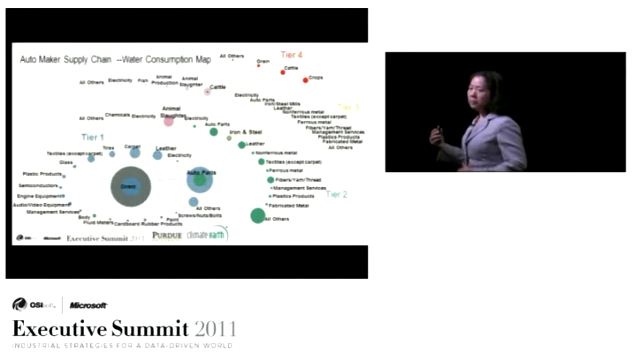 Auto Maker Supply Chain --Water Consumption Map
All Others
Tier 4
Grain
Cattle
Crops
All Others
Electricity
Animal Production
Animal Slaughter
Cattle
Electricity
Auto Parts
Iron/Steel Mills
Leather
Nonferrous metal
Textiles (except carpet)
Ferrous metal
Fibers/Yarn/Thread
Management Services
Plastics Products
Fabricated Metal
All Others
Tier 3
All Others
Chemicals
Electricity
Animal Slaughter
Electricity
Auto Parts
Iron & Steel
Leather
Tier 1
Tires
Carpet
Leather
Electricity
Textiles (except carpet)
Glass
Plastic Products
Semiconductors
Engine Equipment
Audio/Video Equipment
Management Services
Body
Fluid Meters
Cardboard
Rubber Products
Paint
Screws/Nuts/Bolts
All Others
Direct
Auto Parts
Nonferrous metal
Textiles (except carpet)
Ferrous metal
Fibers/Yarn/Thread
Management Services
Plastics Products
Fabricated Metal
All Others
Tier 2
Executive Summit 2011
PURDUE
climate earth
OSIsoft.
Microsoft
Executive Summit 2011
INDUSTRIAL STRATEGIES FOR A DATA-DRIVEN WORLD